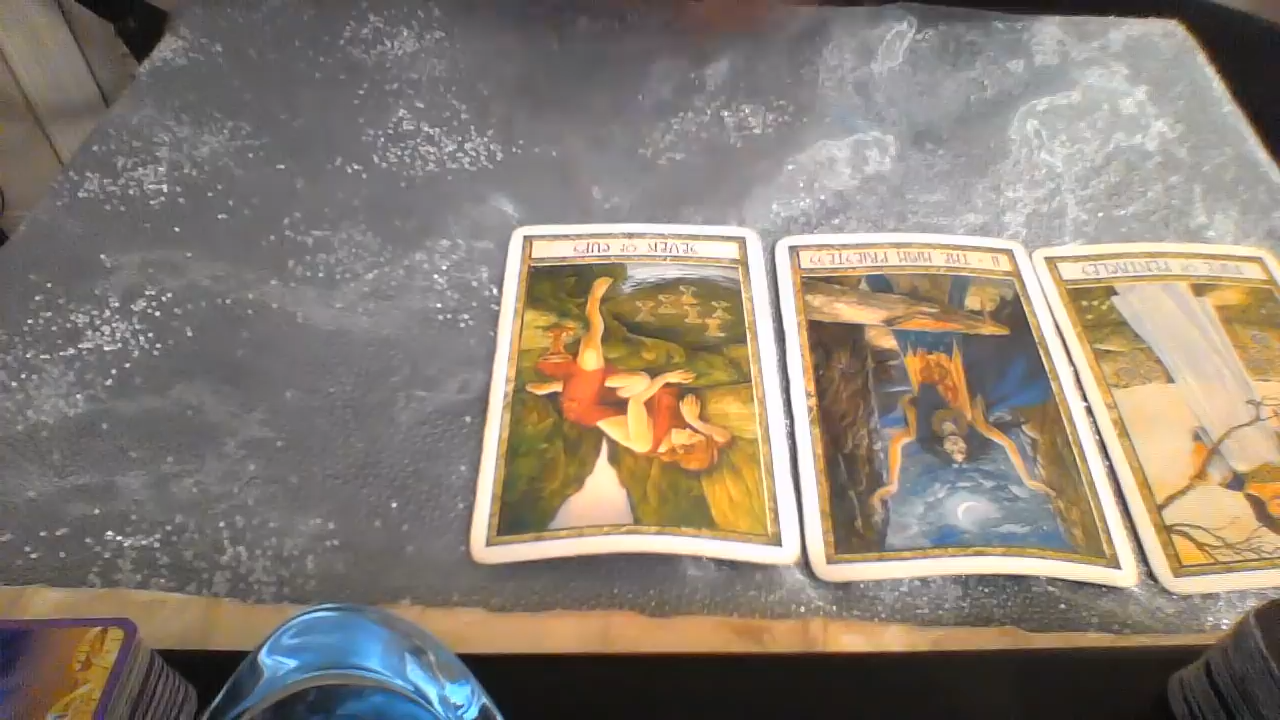 SEVEN OF CUPS
II - THE HIGH PRIESTESS
OF PENTACLES